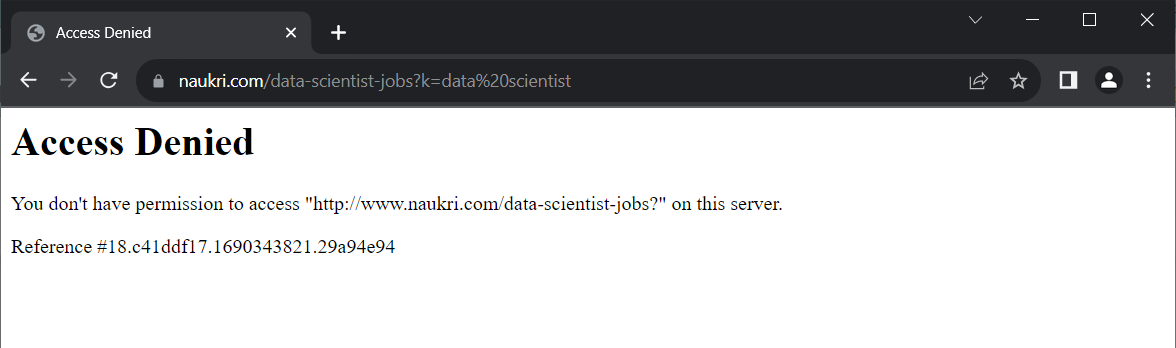 Access Denied
naukri.com/data-scientist-jobs?k=data%20scientist
Access Denied
You don't have permission to access "http://www.naukri.com/data-scientist-jobs?" on this server.
Reference #18.c41ddf17.1690343821.29a94e94